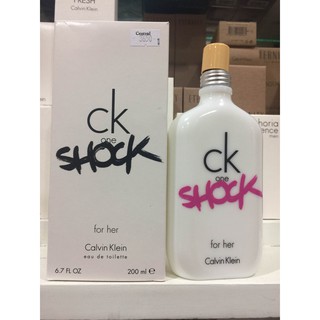 FRESH
Calvin Klein
ck
one
SHOCK
for her
Calvin Klein
eau de toilette
6.7 FL OZ
200 ml e
ck
one
SHOCK
for her
Calvin Klein